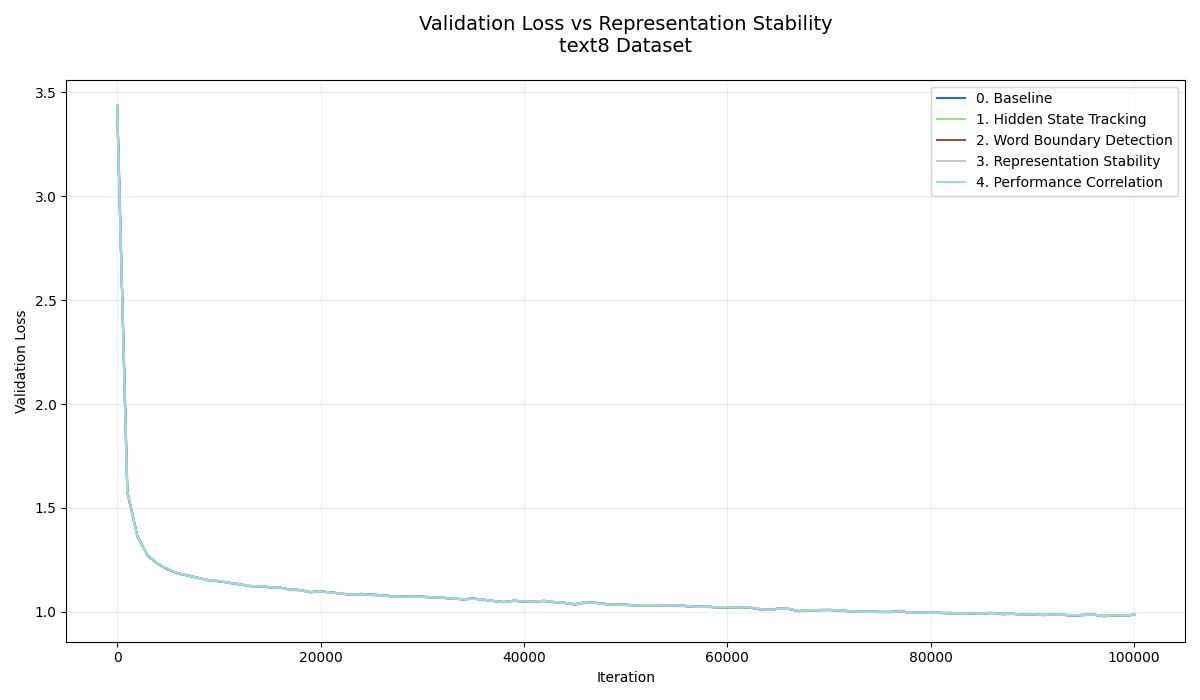 Validation Loss vs Representation Stability
text8 Dataset
3.5
3.0
2.5
2.0
1.5
1.0
Validation Loss
0. Baseline
1. Hidden State Tracking
2. Word Boundary Detection
3. Representation Stability
4. Performance Correlation
0
20000
40000
60000
80000
100000
Iteration